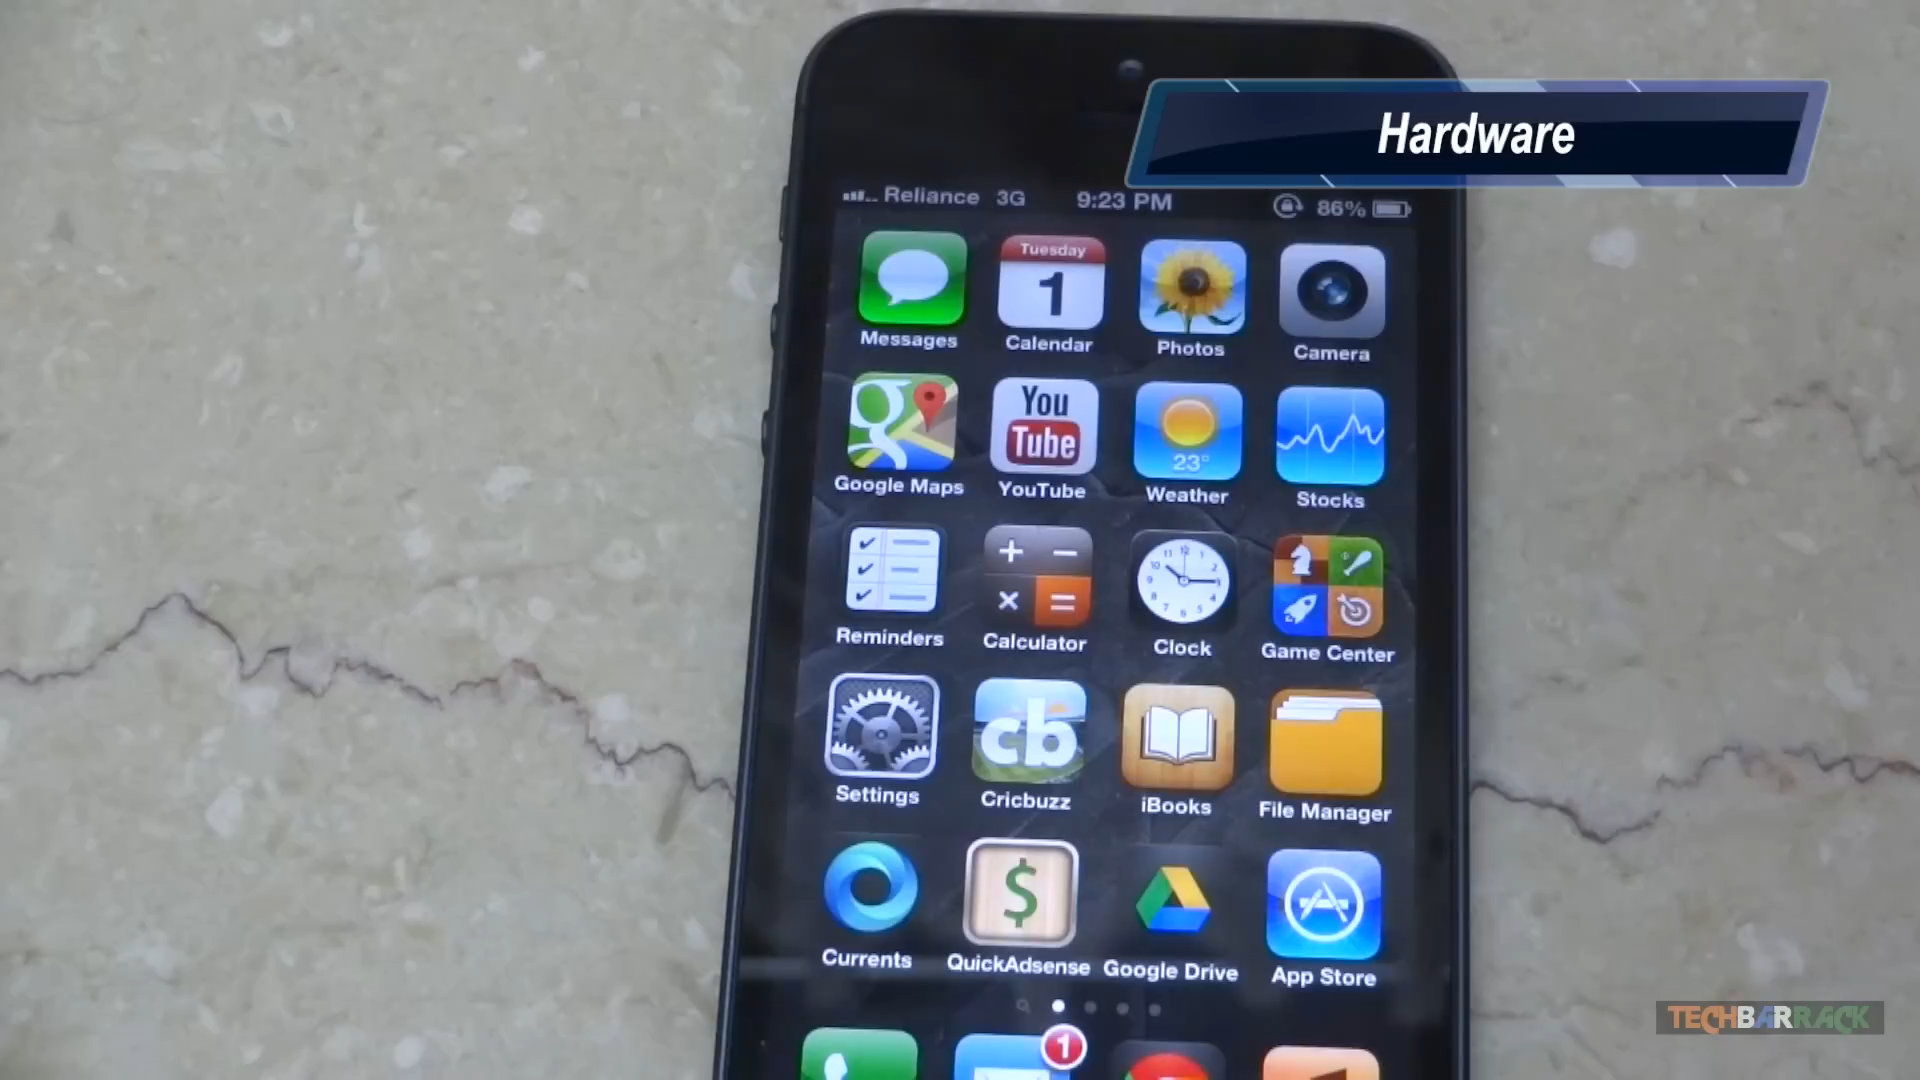 Hardware
Reliance 3G 9:23 PM 86%
Tuesday
1
Messages Calendar Photos Camera
g
You
Tube
23°
Google Maps YouTube Weather Stocks
Reminders Calculator Clock Game Center
cb
Settings Cricbuzz iBooks File Manager
$
Currents QuickAdsense Google Drive App Store
1
TECHBARRACK